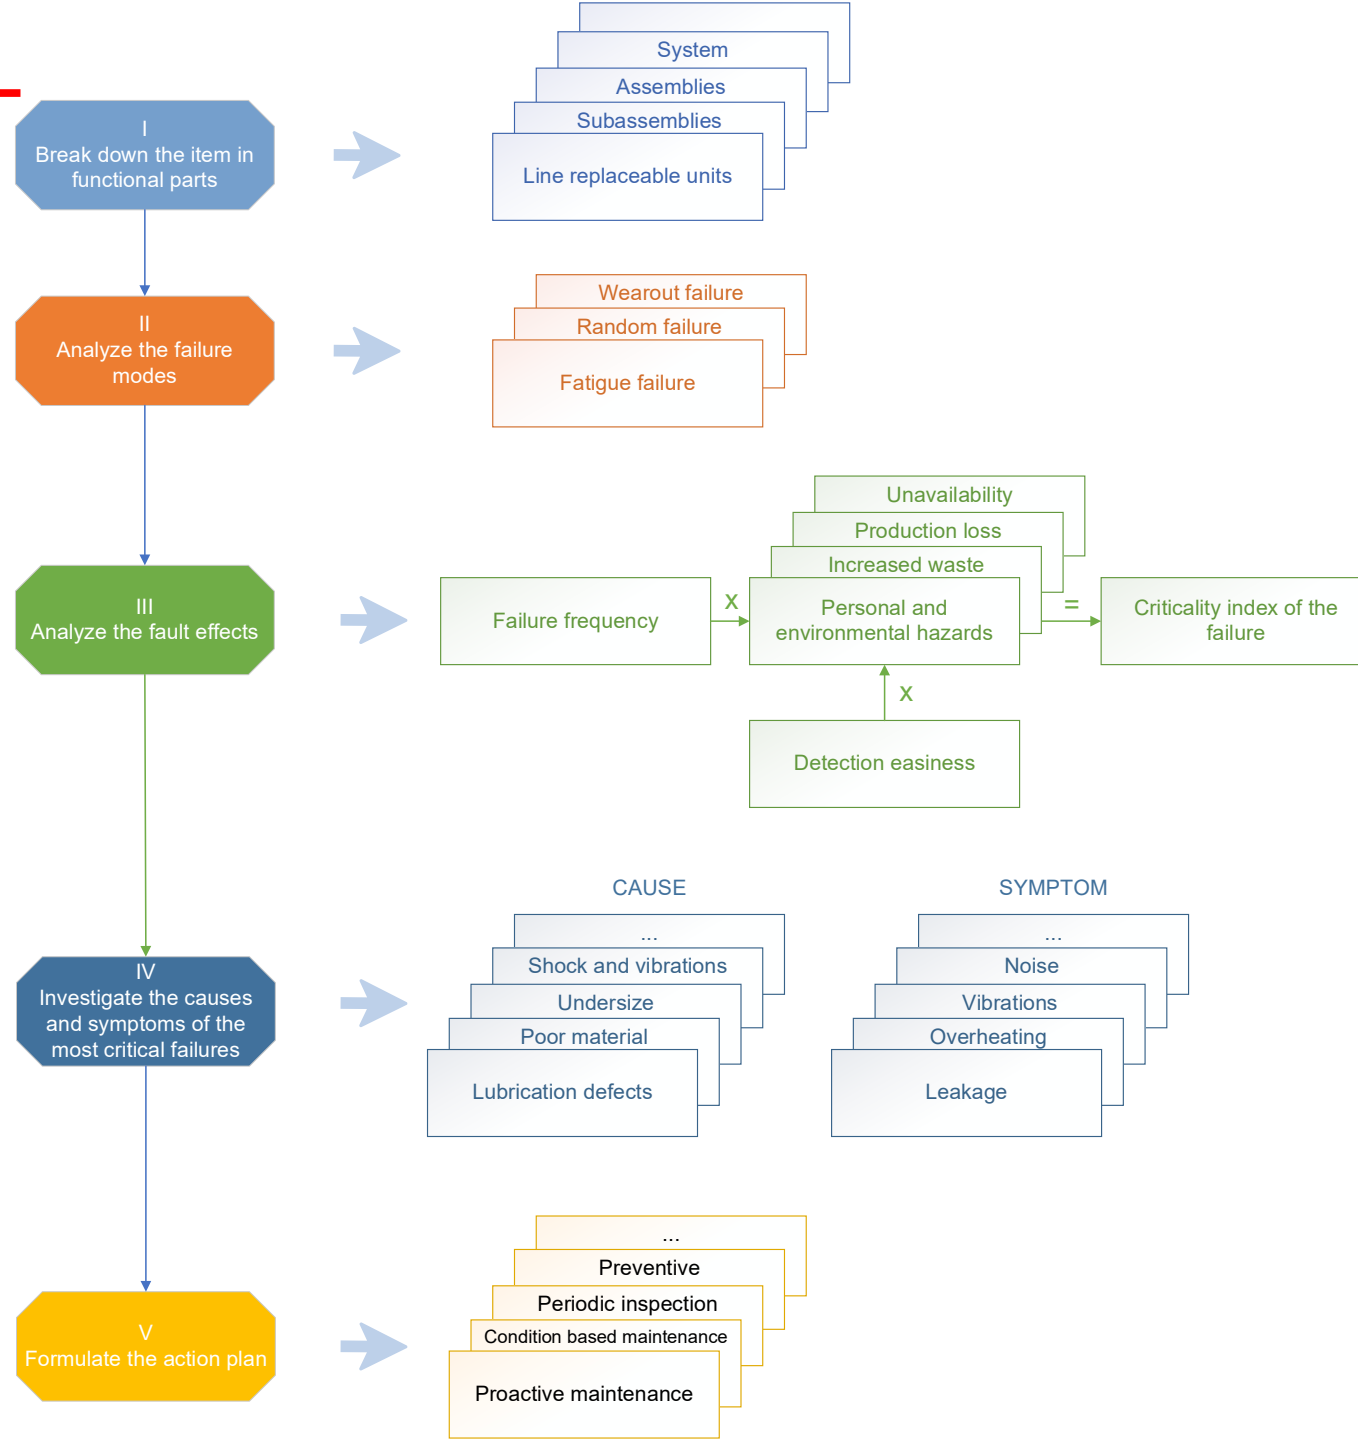 I
Break down the item in
functional parts
System
Assemblies
Subassemblies
Line replaceable units
II
Analyze the failure
modes
Wearout failure
Random failure
Fatigue failure
III
Analyze the fault effects
Failure frequency
X
Unavailability
Production loss
Increased waste
Personal and
environmental hazards
=
Criticality index of the
failure
X
Detection easiness
IV
Investigate the causes
and symptoms of the
most critical failures
CAUSE
...
Shock and vibrations
Undersize
Poor material
Lubrication defects
SYMPTOM
...
Noise
Vibrations
Overheating
Leakage
V
Formulate the action plan
...
Preventive
Periodic inspection
Condition based maintenance
Proactive maintenance